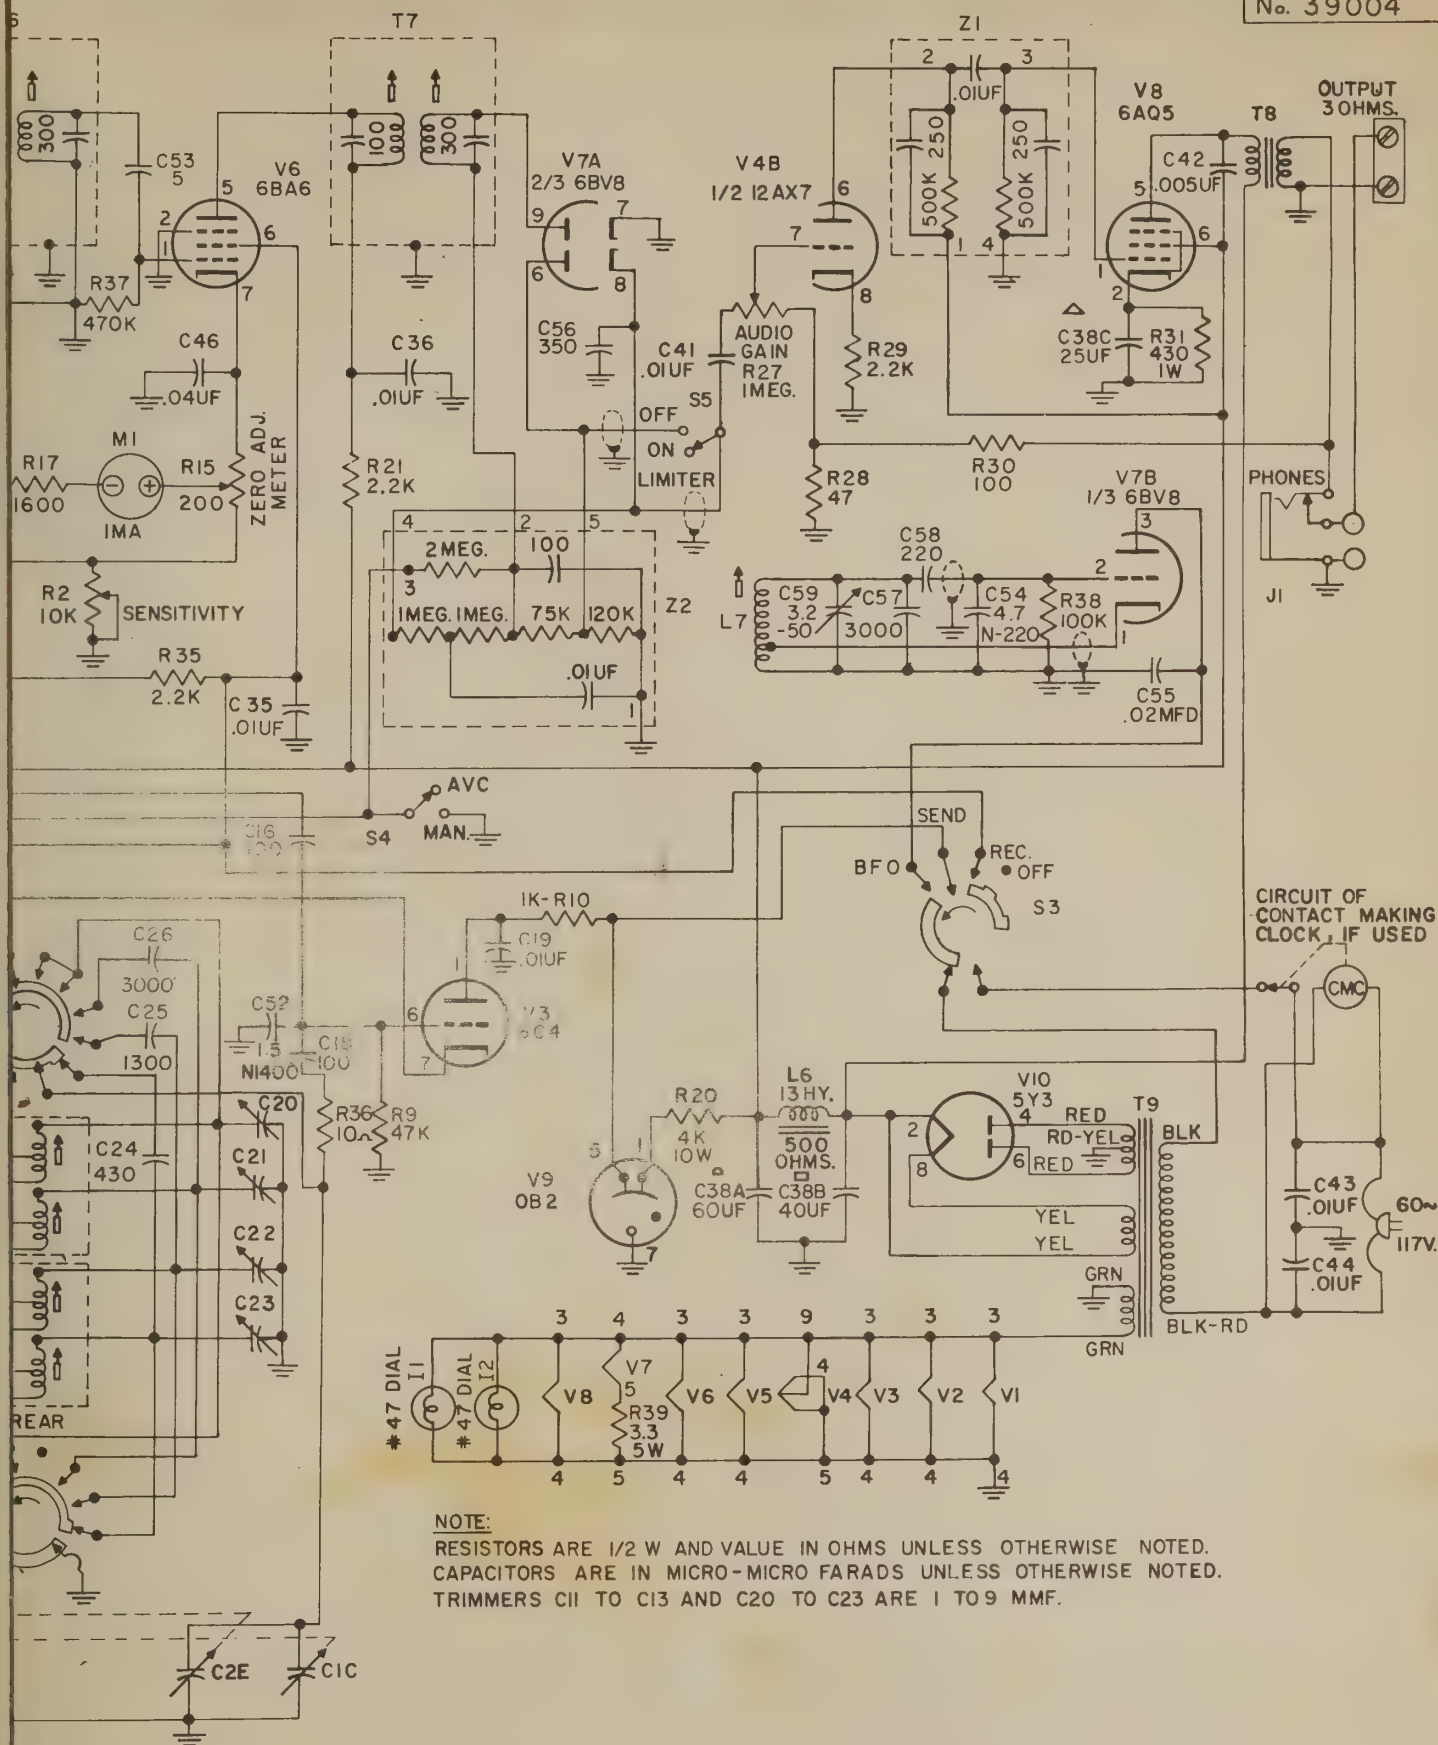 6
T7
Z1
No. 39004
300
C53
5
V6
6BA6
5
2
1
6
7
R37
470K
100
300
V7A
2/3 6BV8
9
7
6
8
V4B
1/2 12AX7
6
7
8
2
3
.01UF
250
500K
250
500K
1
4
V8
6AQ5
5
6
1
2
C42
.005UF
T8
OUTPUT
3 OHMS.
C46
.04UF
C36
.01UF
C56
350
C41
.01UF
AUDIO
GAIN
R27
1MEG.
R29
2.2K
△
C38C
25UF
R31
430
1W
M1
1MA
R17
1600
R15
200
ZERO ADJ.
METER
R21
2.2K
OFF
ON
LIMITER
S5
R28
47
R30
100
V7B
1/3 6BV8
3
2
1
PHONES
J1
R2
10K
SENSITIVITY
4
2
5
2MEG.
100
3
1MEG.
1MEG.
75K
120K
.01UF
1
Z2
L7
C59
3.2
-50
C57
3000
C58
220
C54
4.7
N-220
R38
100K
C55
.02MFD
R35
2.2K
C35
.01UF
AVC
S4
MAN.
C16
SEND
BFO
REC.
OFF
S3
CIRCUIT OF
CONTACT MAKING
CLOCK, IF USED
CMC
1K-R10
C19
.01UF
1
6
7
V3
6C4
C26
3000
C25
1300
C52
1.5
N1400
100
C20
C21
C22
C23
C24
430
R36
10Ω
R9
47K
R20
4K
10W
L6
13HY.
500
OHMS.
V9
OB2
5
1
7
C38A
60UF
□
C38B
40UF
V10
5Y3
4
2
8
6
RED
RD-YEL
RED
T9
BLK
YEL
YEL
GRN
GRN
BLK-RD
C43
.01UF
C44
.01UF
60~
117V.
REAR
#47 DIAL
I1
#47 DIAL
I2
3
4
3
3
9
3
3
3
V8
V7
5
R39
3.3
5W
V6
V5
4
V4
V3
V2
V1
4
5
4
4
5
4
4
4
NOTE:
RESISTORS ARE 1/2 W AND VALUE IN OHMS UNLESS OTHERWISE NOTED.
CAPACITORS ARE IN MICRO-MICRO FARADS UNLESS OTHERWISE NOTED.
TRIMMERS C11 TO C13 AND C20 TO C23 ARE 1 TO 9 MMF.
C2E
C1C